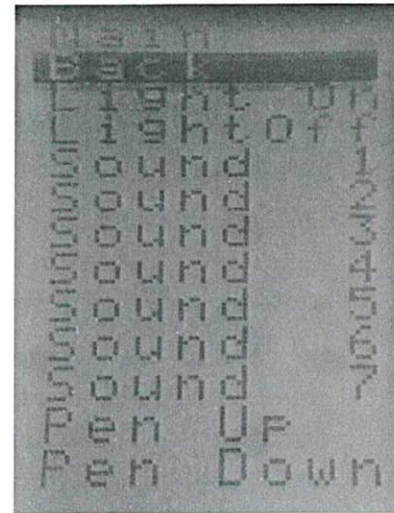 Main
Back
Light On
Light Off
Sound 1
Sound 2
Sound 3
Sound 4
Sound 5
Sound 6
Sound 7
Pen Up
Pen Down